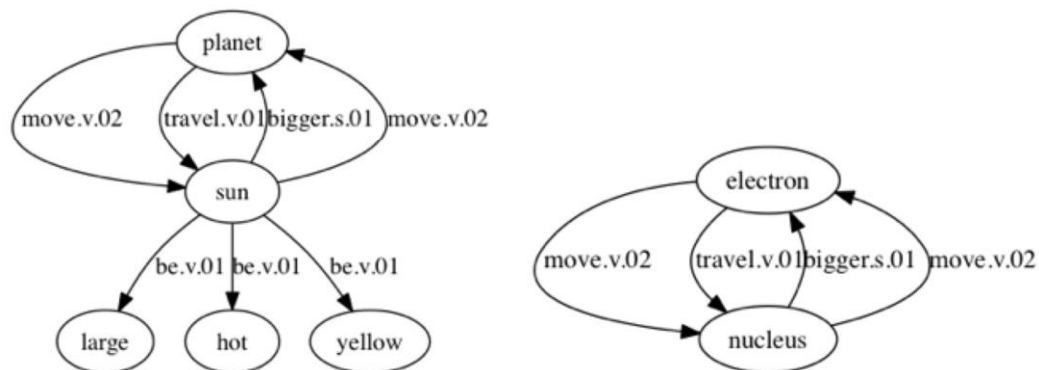 planet
move.v.02 travel.v.01 bigger.s.01 move.v.02
sun
be.v.01 be.v.01 be.v.01
large hot yellow
electron
move.v.02 travel.v.01 bigger.s.01 move.v.02
nucleus